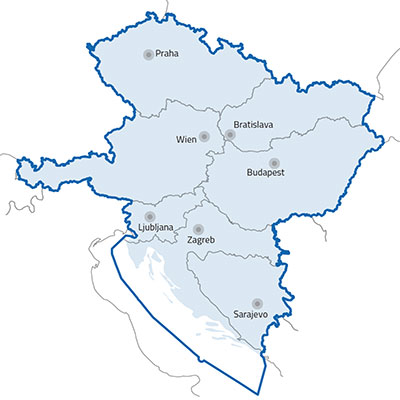 Praha
Bratislava
Wien
Budapest
Ljubljana
Zagreb
Sarajevo